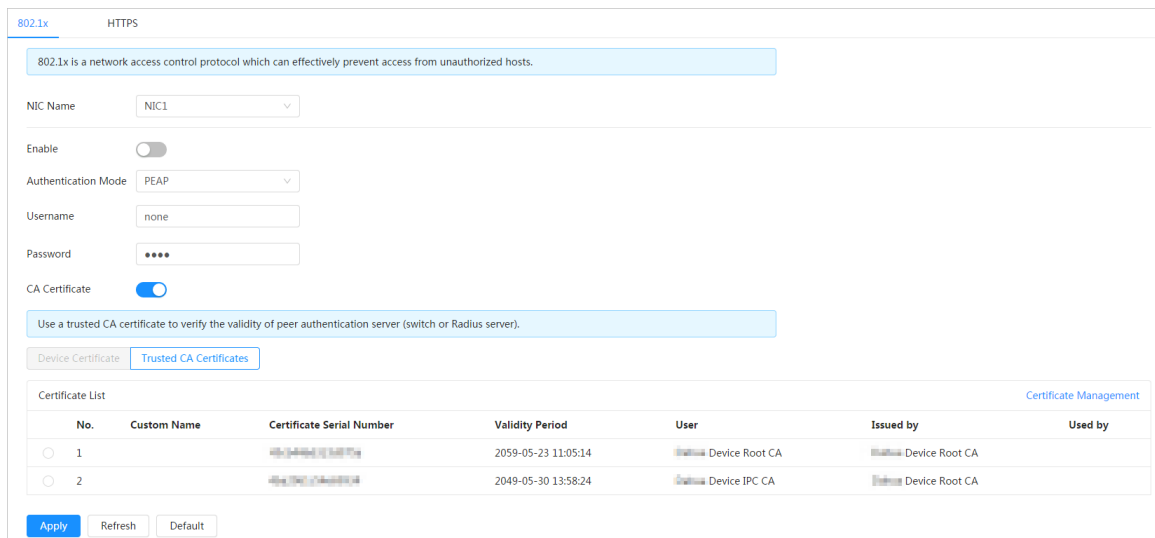 802.1x HTTPS
802.1x is a network access control protocol which can effectively prevent access from unauthorized hosts.
NIC Name NIC1
Enable
Authentication Mode PEAP
Username none
Password ••••
CA Certificate
Use a trusted CA certificate to verify the validity of peer authentication server (switch or Radius server).
Device Certificate Trusted CA Certificates
Certificate List Certificate Management
No. Custom Name Certificate Serial Number Validity Period User Issued by Used by
1 2059-05-23 11:05:14 Device Root CA Device Root CA
2 2049-05-30 13:58:24 Device IPC CA Device Root CA
Apply Refresh Default